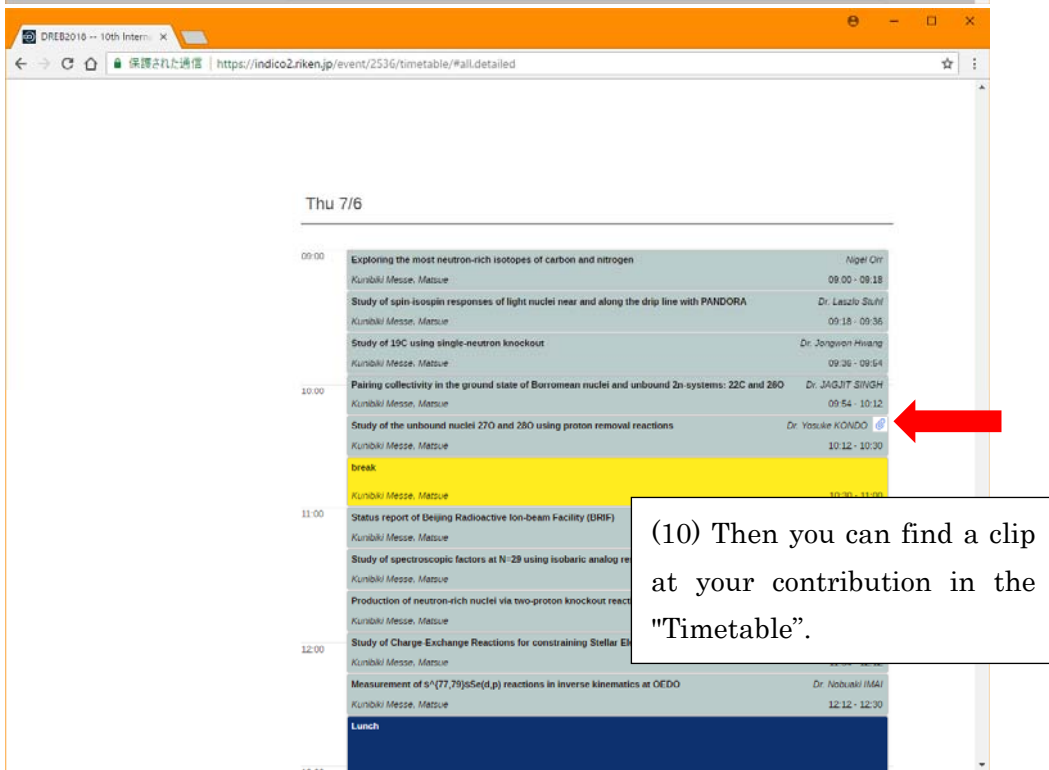 DREB2018 -- 10th Intern
保護された通信 | https://indico2.riken.jp/event/2536/timetable/#all.detailed
Thu 7/6
09:00
Exploring the most neutron-rich isotopes of carbon and nitrogen Nigel Orr
Kunibiki Messe, Matsue 09:00 - 09:18
Study of spin-isospin responses of light nuclei near and along the drip line with PANDORA Dr. Laszlo Stuhl
Kunibiki Messe, Matsue 09:18 - 09:36
Study of 19C using single-neutron knockout Dr. Jongwon Hwang
Kunibiki Messe, Matsue 09:36 - 09:54
10:00
Pairing collectivity in the ground state of Borromean nuclei and unbound 2n-systems: 22C and 26O Dr. JAGJIT SINGH
Kunibiki Messe, Matsue 09:54 - 10:12
Study of the unbound nuclei 27O and 28O using proton removal reactions Dr. Yosuke KONDO
Kunibiki Messe, Matsue 10:12 - 10:30
break
Kunibiki Messe, Matsue 10:30 - 11:00
11:00
Status report of Beijing Radioactive Ion-beam Facility (BRIF)
Kunibiki Messe, Matsue
Study of spectroscopic factors at N=29 using isobaric analog re
Kunibiki Messe, Matsue
Production of neutron-rich nuclei via two-proton knockout react
Kunibiki Messe, Matsue
12:00
Study of Charge-Exchange Reactions for constraining Stellar El
Kunibiki Messe, Matsue
Measurement of $^{77,79}$Se(d,p) reactions in inverse kinematics at OEDO Dr. Nobuaki IMAI
Kunibiki Messe, Matsue 12:12 - 12:30
Lunch
(10) Then you can find a clip
at your contribution in the
"Timetable”.